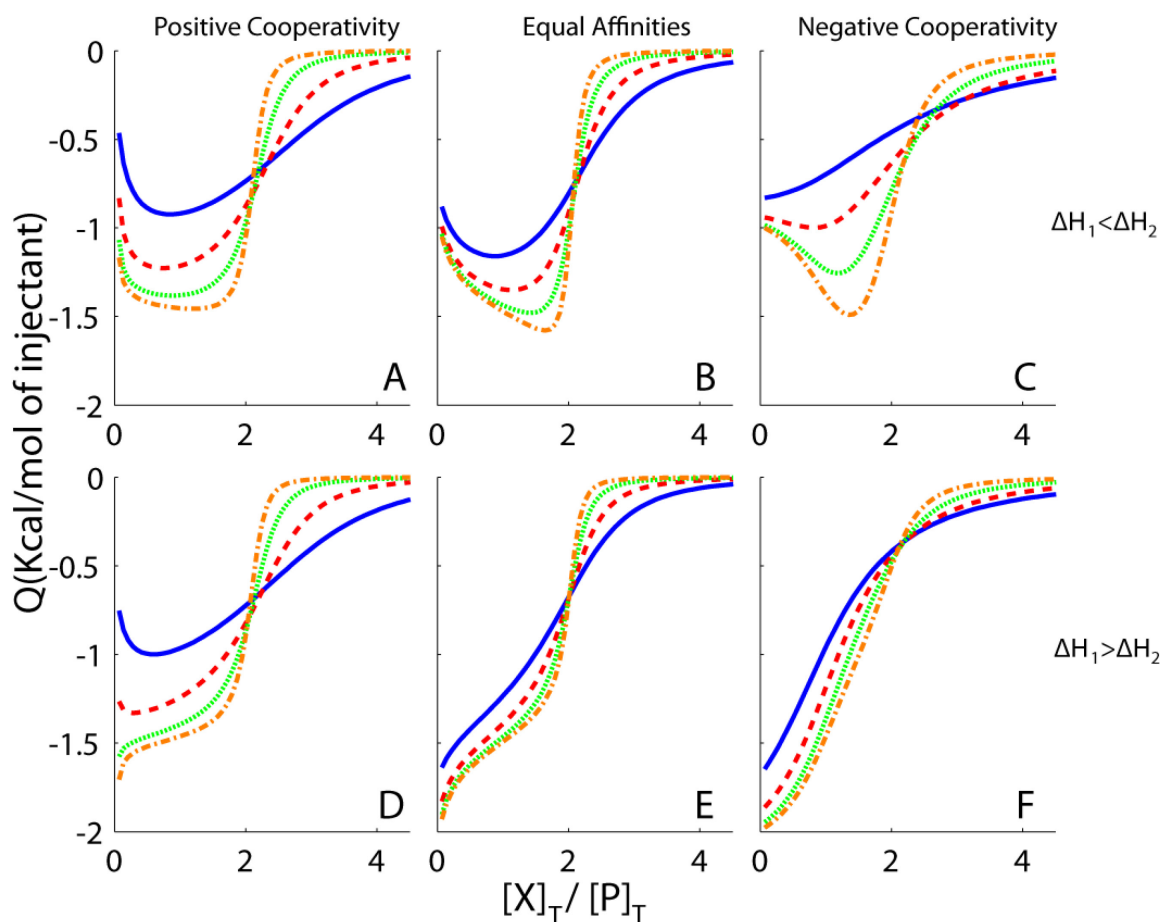 Positive Cooperativity Equal Affinities Negative Cooperativity
0
-0.5
-1
-1.5
-2
A
B
C
ΔH1<ΔH2
0 2 4 0 2 4 0 2 4
Q(Kcal/mol of injectant)
0
-0.5
-1
-1.5
-2
D
E
F
ΔH1>ΔH2
0 2 4 0 2 4 0 2 4
[X]T / [P]T